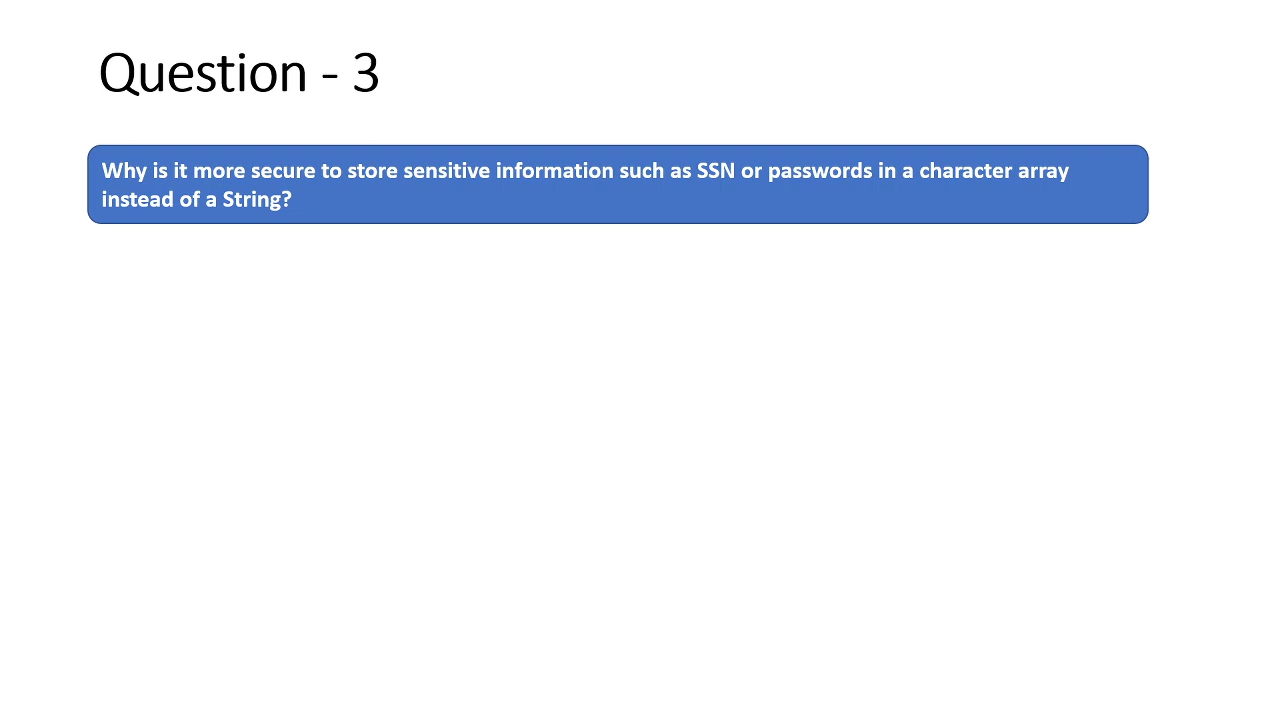 Question - 3
Why is it more secure to store sensitive information such as SSN or passwords in a character array
instead of a String?